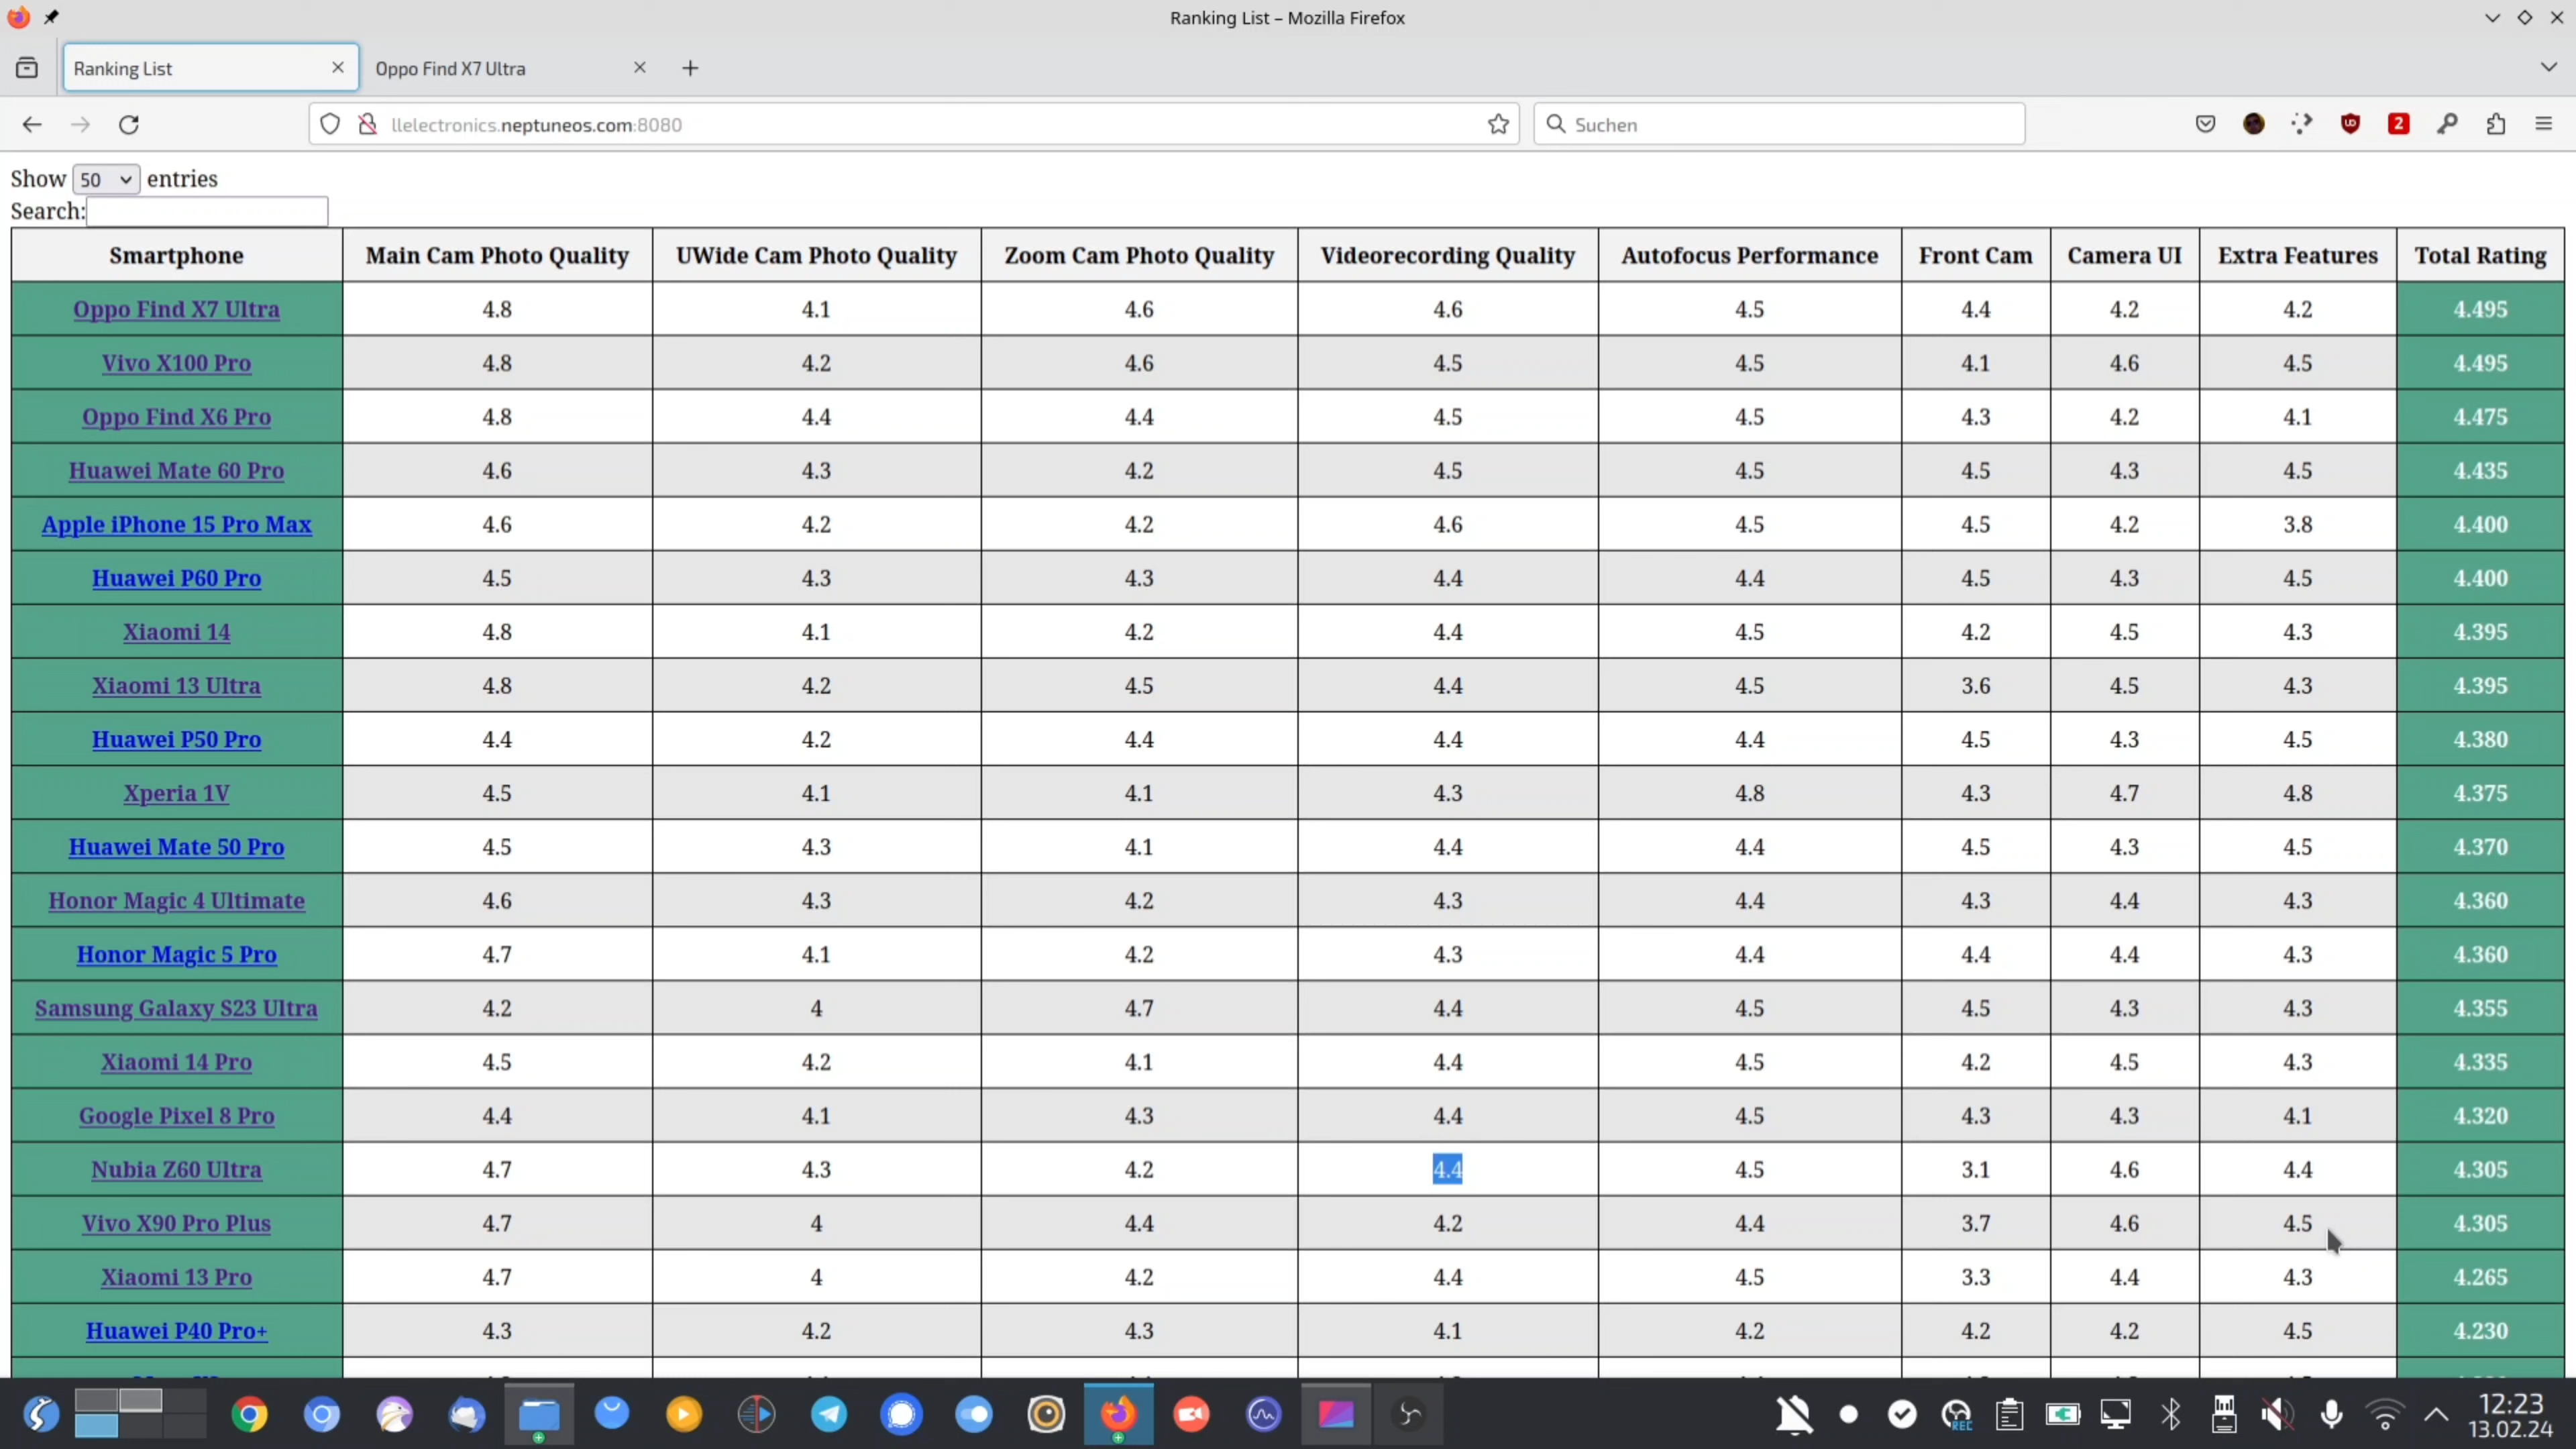 Ranking List – Mozilla Firefox
Ranking List
Oppo Find X7 Ultra
llelectronics.neptuneos.com:8080
Suchen
2
Show 50 entries
Search:
Smartphone Main Cam Photo Quality UWide Cam Photo Quality Zoom Cam Photo Quality Videorecording Quality Autofocus Performance Front Cam Camera UI Extra Features Total Rating
Oppo Find X7 Ultra 4.8 4.1 4.6 4.6 4.5 4.4 4.2 4.2 4.495
Vivo X100 Pro 4.8 4.2 4.6 4.5 4.5 4.1 4.6 4.5 4.495
Oppo Find X6 Pro 4.8 4.4 4.4 4.5 4.5 4.3 4.2 4.1 4.475
Huawei Mate 60 Pro 4.6 4.3 4.2 4.5 4.5 4.5 4.3 4.5 4.435
Apple iPhone 15 Pro Max 4.6 4.2 4.2 4.6 4.5 4.5 4.2 3.8 4.400
Huawei P60 Pro 4.5 4.3 4.3 4.4 4.4 4.5 4.3 4.5 4.400
Xiaomi 14 4.8 4.1 4.2 4.4 4.5 4.2 4.5 4.3 4.395
Xiaomi 13 Ultra 4.8 4.2 4.5 4.4 4.5 3.6 4.5 4.3 4.395
Huawei P50 Pro 4.4 4.2 4.4 4.4 4.4 4.5 4.3 4.5 4.380
Xperia 1V 4.5 4.1 4.1 4.3 4.8 4.3 4.7 4.8 4.375
Huawei Mate 50 Pro 4.5 4.3 4.1 4.4 4.4 4.5 4.3 4.5 4.370
Honor Magic 4 Ultimate 4.6 4.3 4.2 4.3 4.4 4.3 4.4 4.3 4.360
Honor Magic 5 Pro 4.7 4.1 4.2 4.3 4.4 4.4 4.4 4.3 4.360
Samsung Galaxy S23 Ultra 4.2 4 4.7 4.4 4.5 4.5 4.3 4.3 4.355
Xiaomi 14 Pro 4.5 4.2 4.1 4.4 4.5 4.2 4.5 4.3 4.335
Google Pixel 8 Pro 4.4 4.1 4.3 4.4 4.5 4.3 4.3 4.1 4.320
Nubia Z60 Ultra 4.7 4.3 4.2 4.4 4.5 3.1 4.6 4.4 4.305
Vivo X90 Pro Plus 4.7 4 4.4 4.2 4.4 3.7 4.6 4.5 4.305
Xiaomi 13 Pro 4.7 4 4.2 4.4 4.5 3.3 4.4 4.3 4.265
Huawei P40 Pro+ 4.3 4.2 4.3 4.1 4.2 4.2 4.2 4.5 4.230
REC
12:23
13.02.24